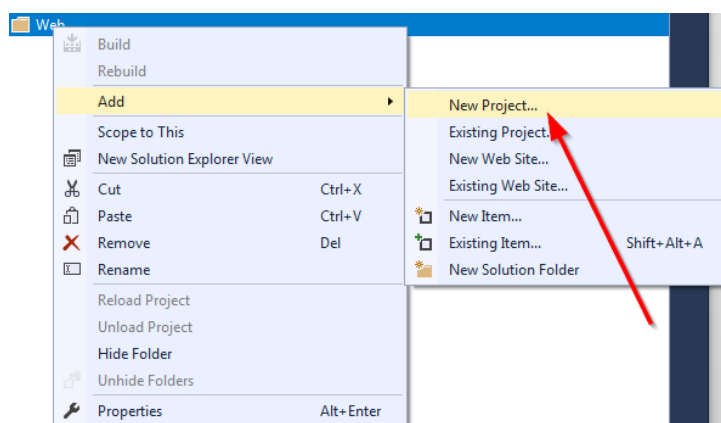 Web
Build
Rebuild
Add
Scope to This
New Solution Explorer View
Cut Ctrl+X
Paste Ctrl+V
Remove Del
Rename
Reload Project
Unload Project
Hide Folder
Unhide Folders
Properties Alt+Enter
New Project...
Existing Project...
New Web Site...
Existing Web Site...
New Item...
Existing Item... Shift+Alt+A
New Solution Folder